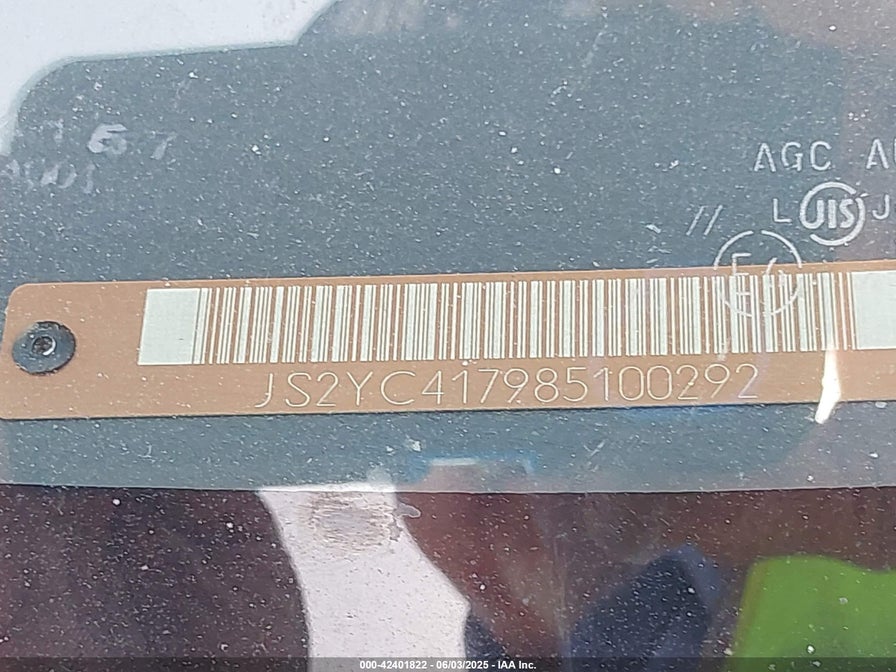 AGC
L JIS J
JS2YC417985100292
000-42401822 - 06/03/2025 - IAA Inc.